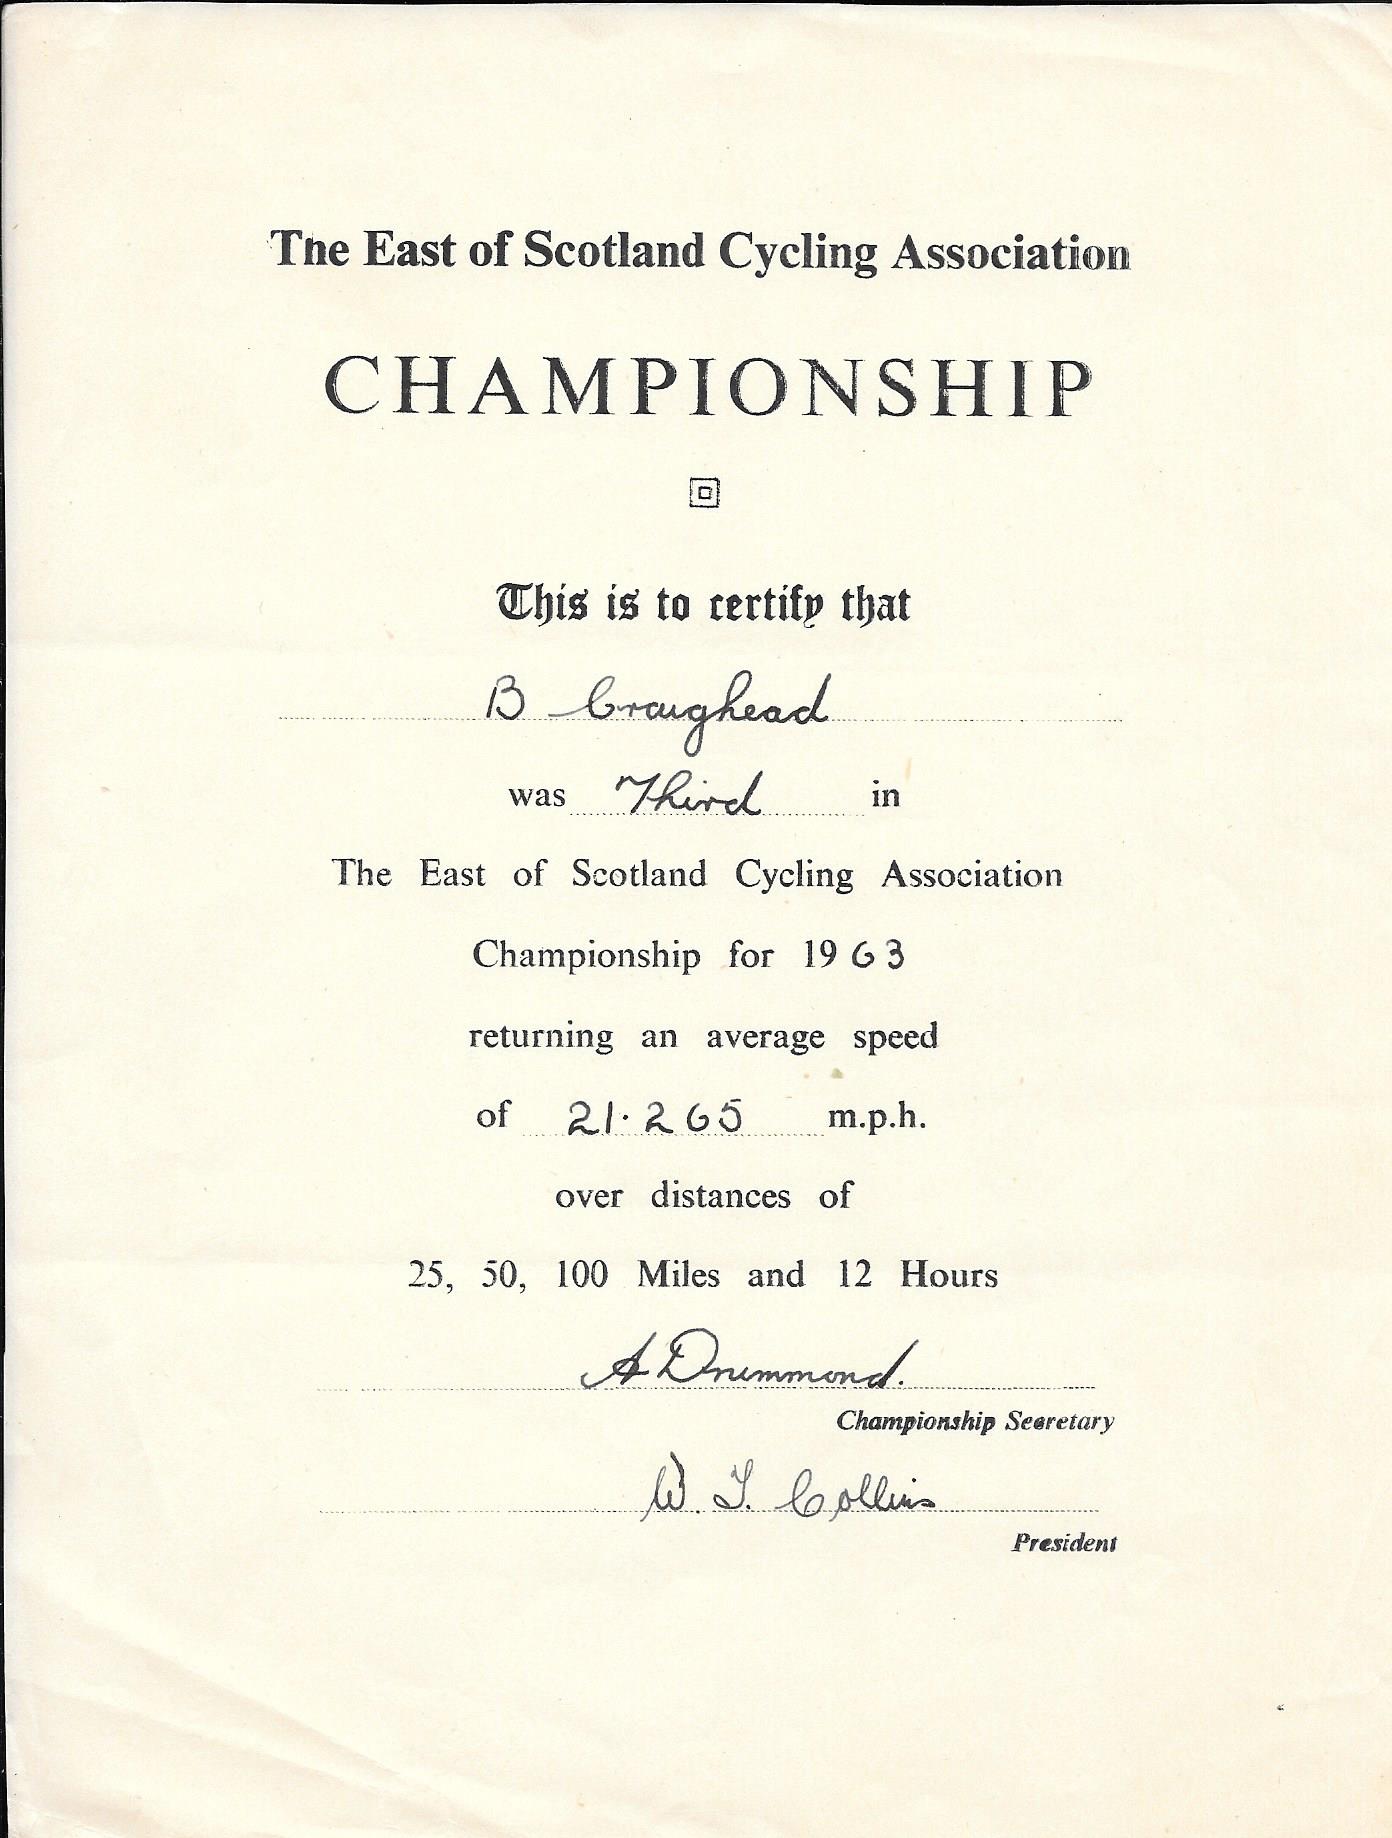 The East of Scotland Cycling Association
CHAMPIONSHIP
This is to certify that
B Craighead
was Third in
The East of Scotland Cycling Association
Championship for 1963
returning an average speed
of 21.265 m.p.h.
over distances of
25, 50, 100 Miles and 12 Hours
A Drummond.
Championship Secretary
W. J. Collins
President